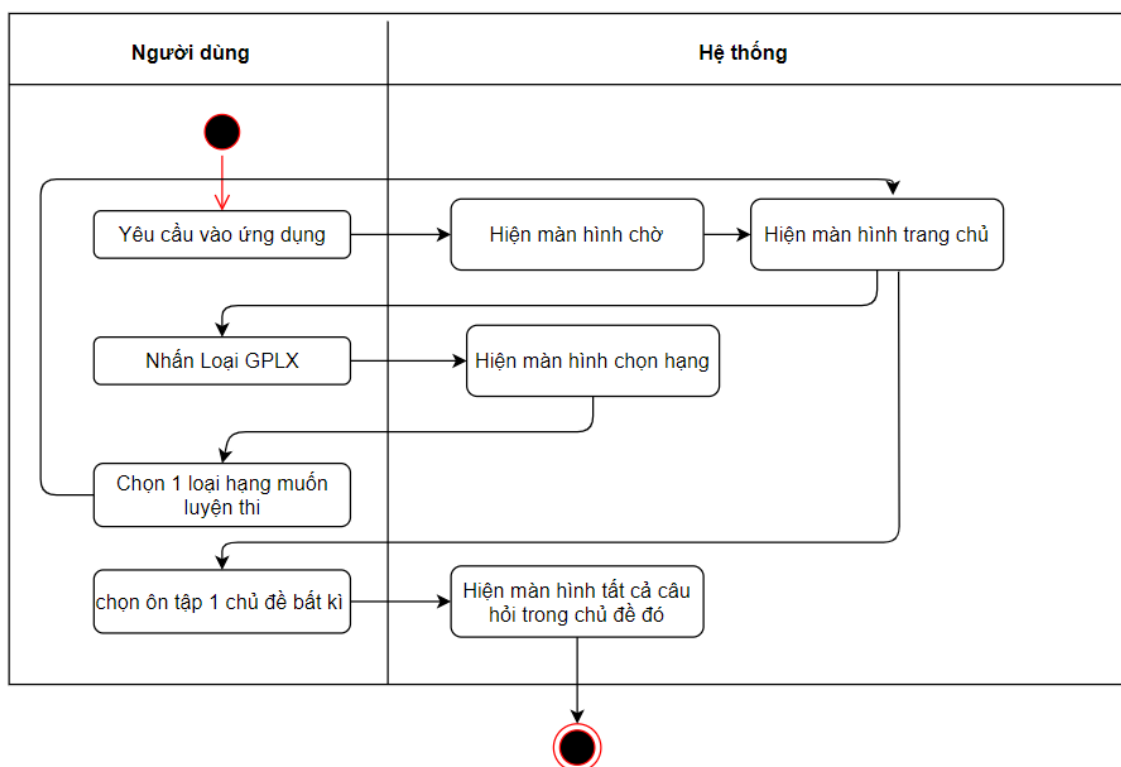 Người dùng
Hệ thống
Yêu cầu vào ứng dụng
Hiện màn hình chờ
Hiện màn hình trang chủ
Nhấn Loại GPLX
Hiện màn hình chọn hạng
Chọn 1 loại hạng muốn
luyện thi
chọn ôn tập 1 chủ đề bất kì
Hiện màn hình tất cả câu
hỏi trong chủ đề đó